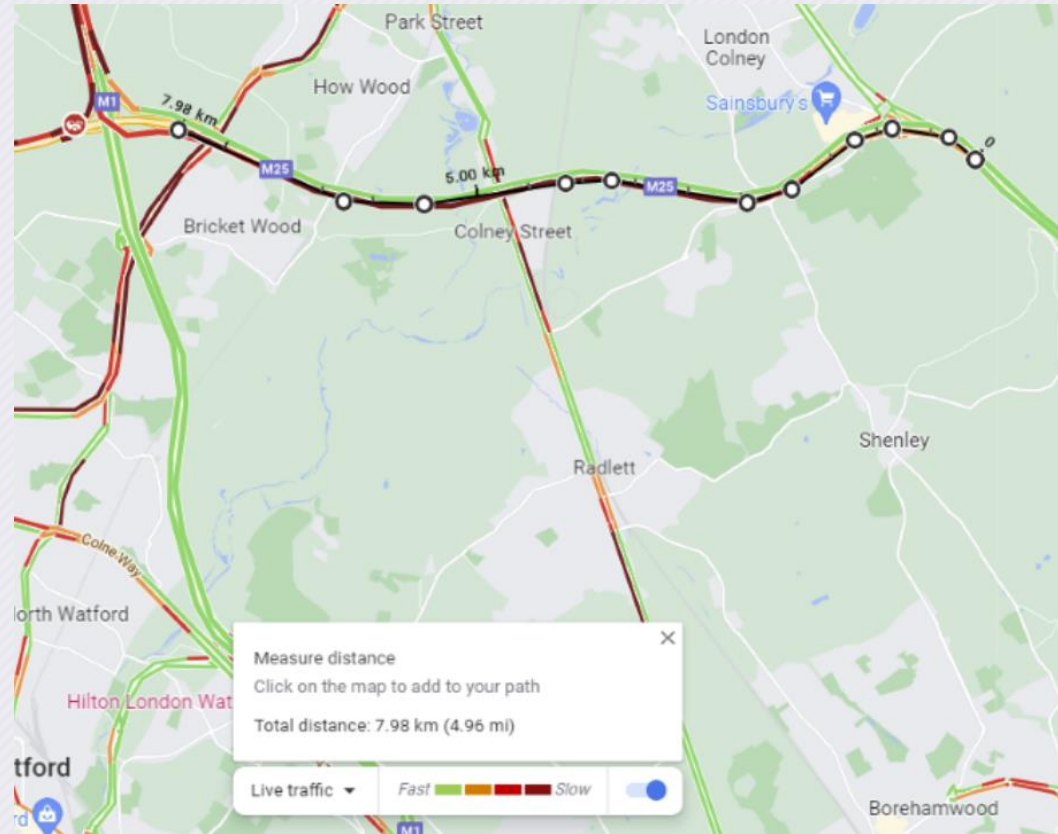 Park Street
London
Colney
How Wood
Sainsbury's
M1
7.98 km
0
M25
5.00 km
M25
Bricket Wood
Colney Street
Shenley
Radlett
Colne Way
orth Watford
Measure distance
Click on the map to add to your path
Total distance: 7.98 km (4.96 mi)
Hilton London Wat
tford
Live traffic
Fast
Slow
rd
M1
Borehamwood